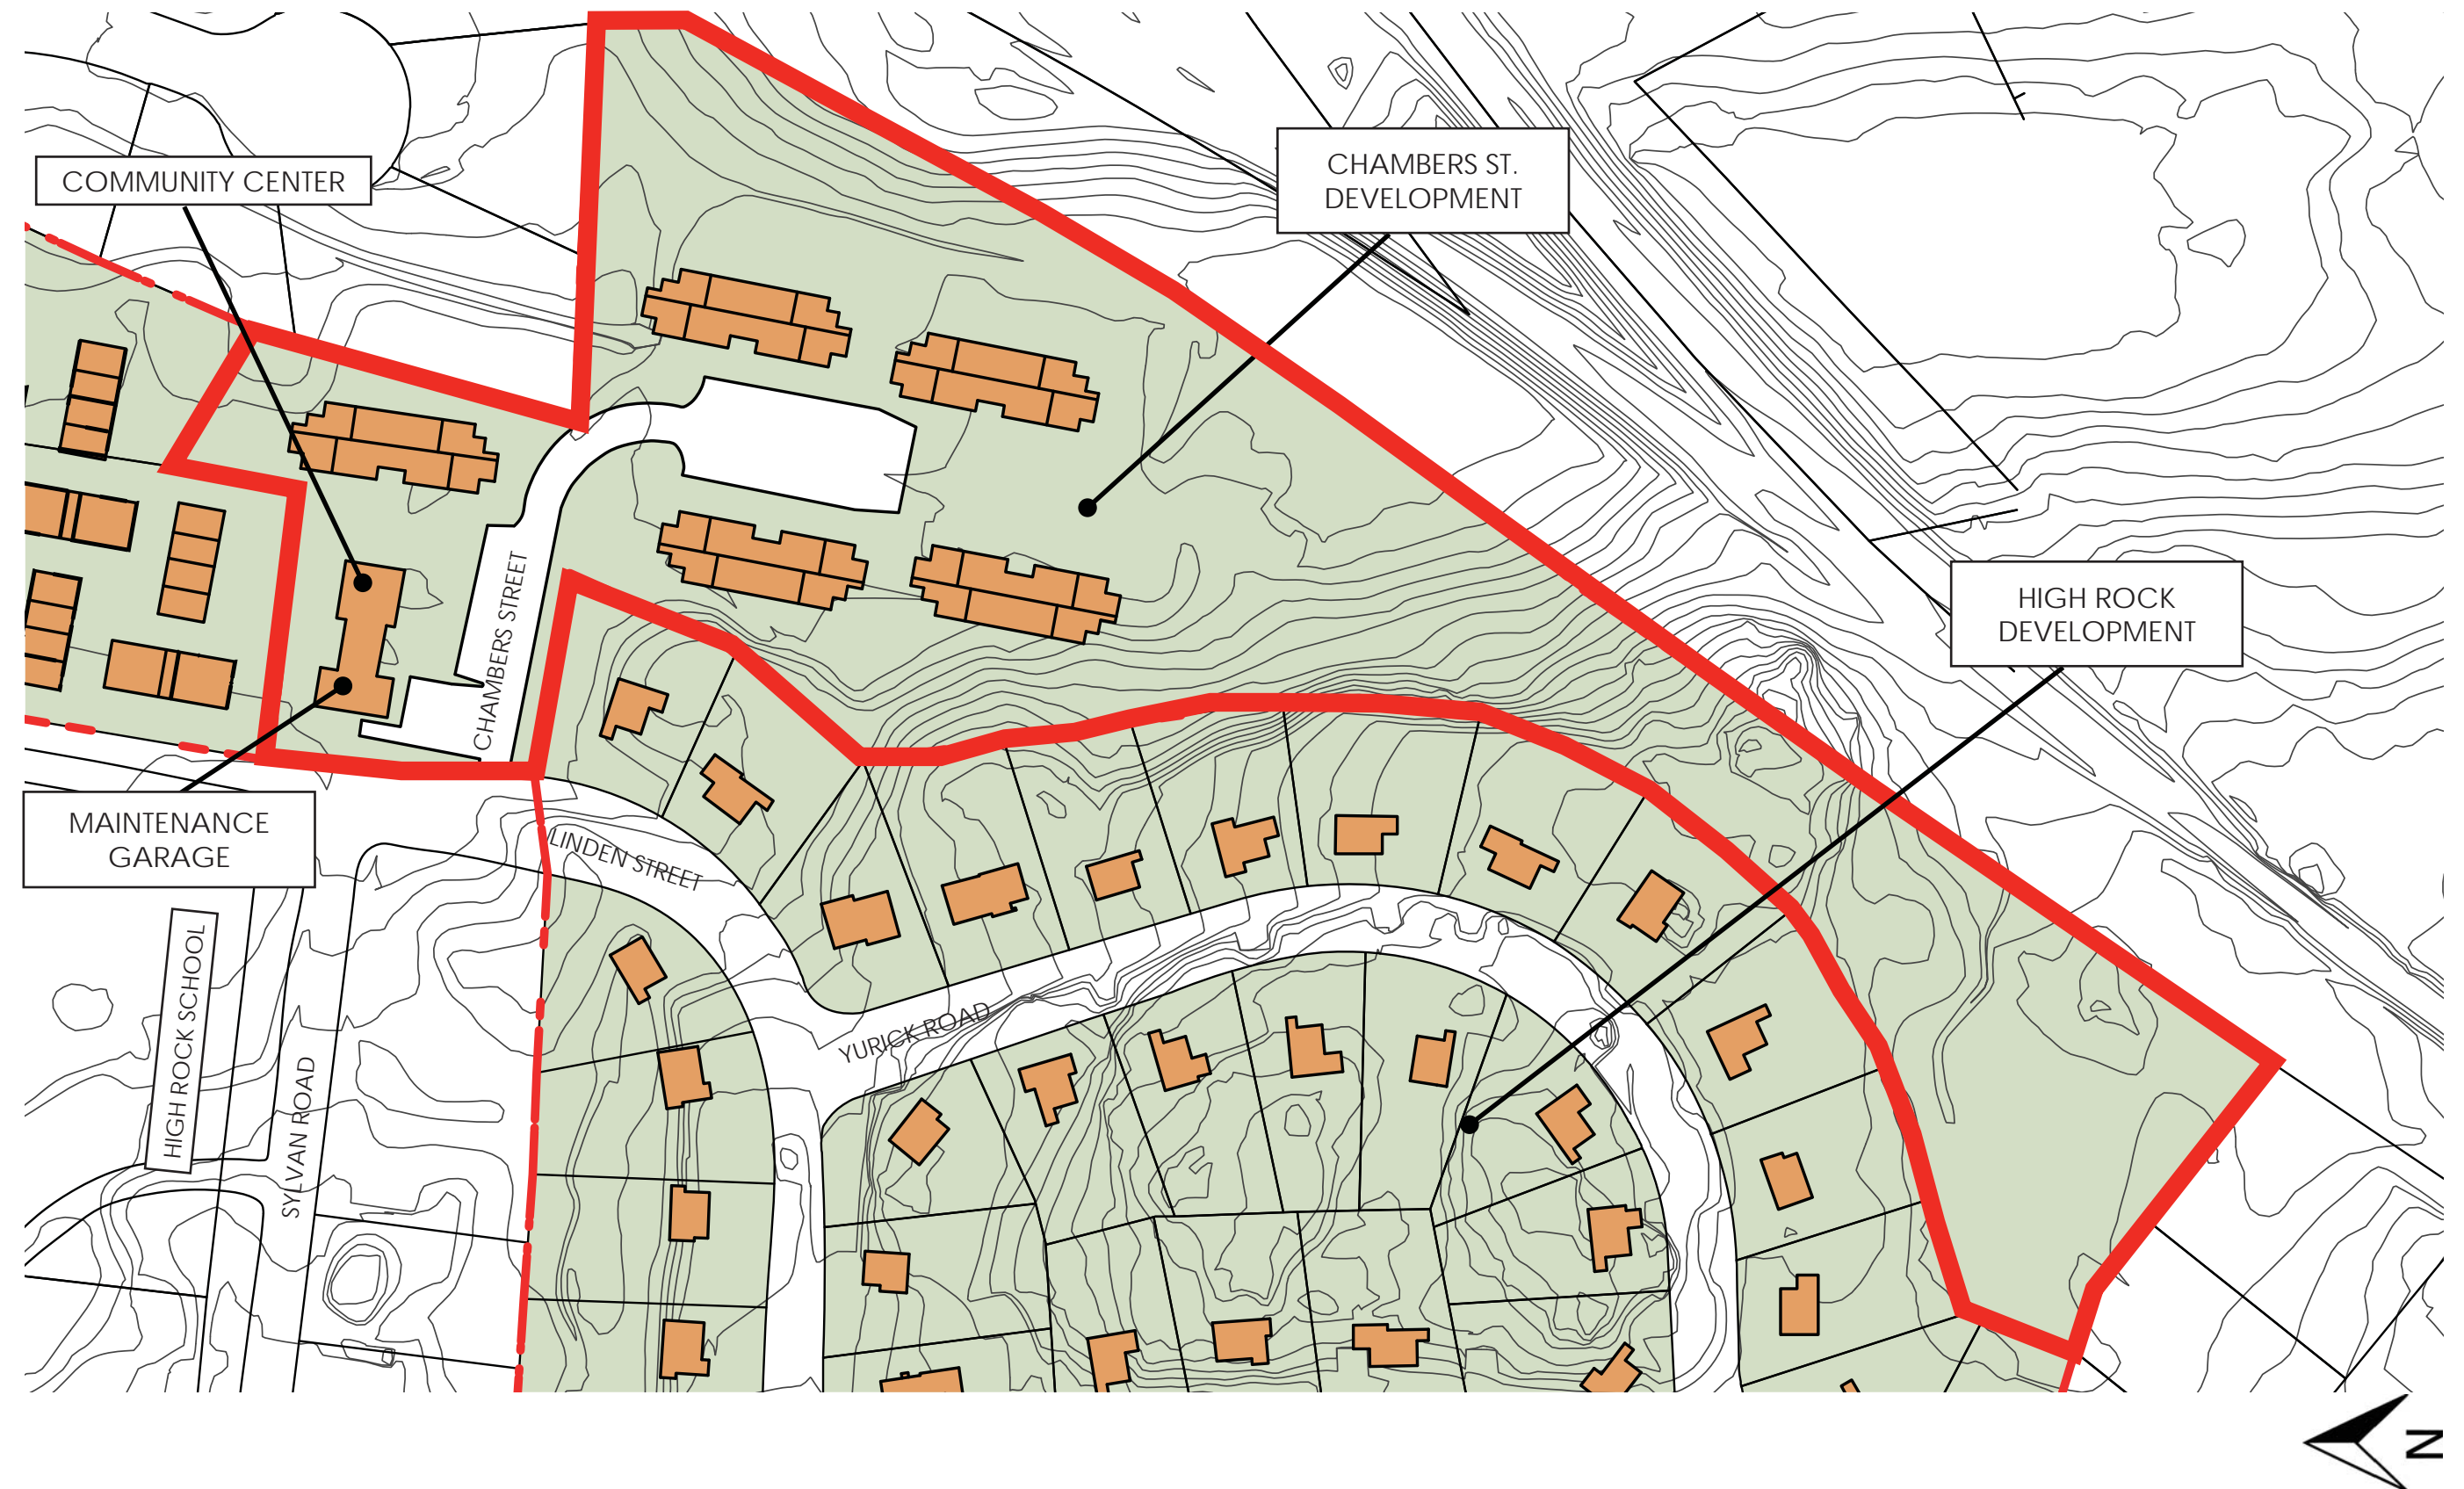 COMMUNITY CENTER
CHAMBERS ST.
DEVELOPMENT
HIGH ROCK
DEVELOPMENT
CHAMBERS STREET
MAINTENANCE
GARAGE
LINDEN STREET
HIGH ROCK SCHOOL
SYLVAN ROAD
YURICK ROAD
N